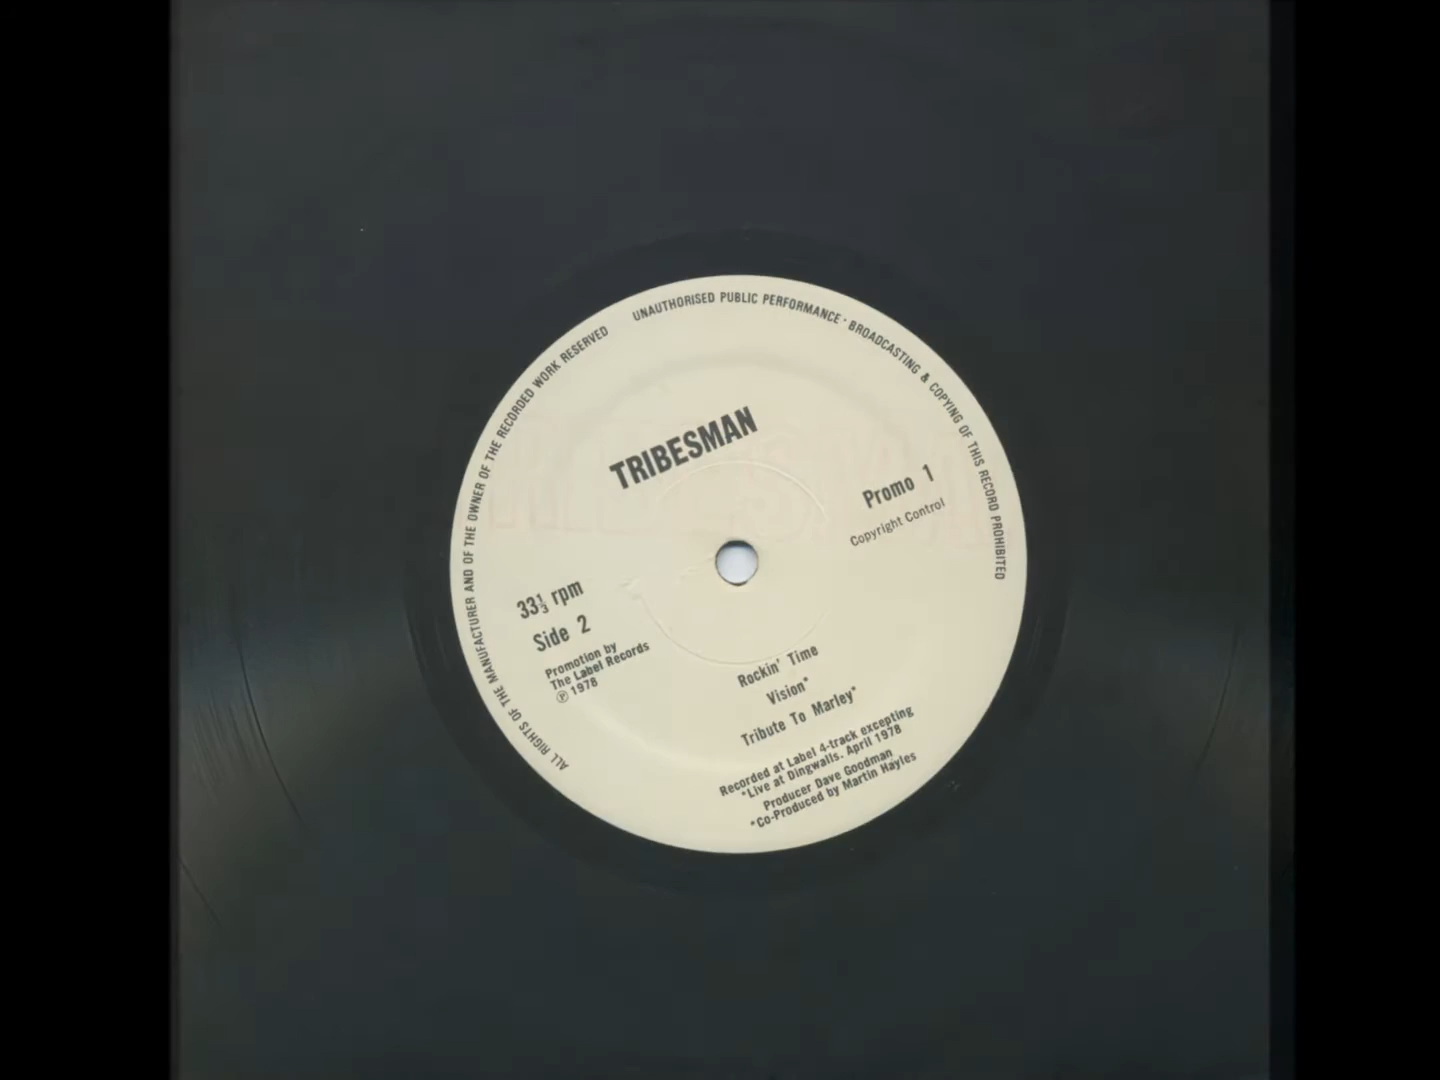 ALL RIGHTS OF THE MANUFACTURER AND OF THE OWNER OF THE RECORDED WORK RESERVED
UNAUTHORISED PUBLIC PERFORMANCE · BROADCASTING & COPYING OF THIS RECORD PROHIBITED
TRIBESMAN
Promo 1
Copyright Control
33⅓ rpm
Side 2
Promotion by
The Label Records
℗ 1978
Rockin' Time
Vision*
Tribute To Marley*
Recorded at Label 4-track excepting
*Live at Dingwalls. April 1978
Producer Dave Goodman
*Co-Produced by Martin Hayles